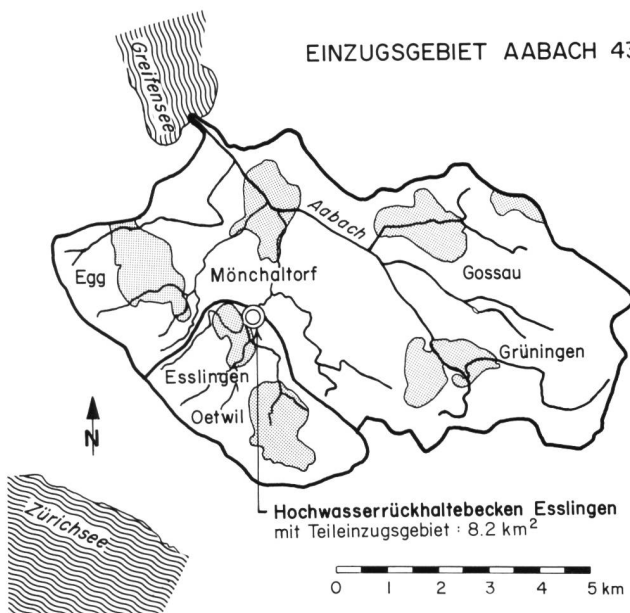 EINZUGSGEBIET AABACH 43
Greifensee
Aabach
Egg
Mönchaltorf
Gossau
Grüningen
Esslingen
Oetwil
N
Zürichsee
Hochwasserrückhaltebecken Esslingen
mit Teileinzugsgebiet : 8.2 km²
0 1 2 3 4 5 km